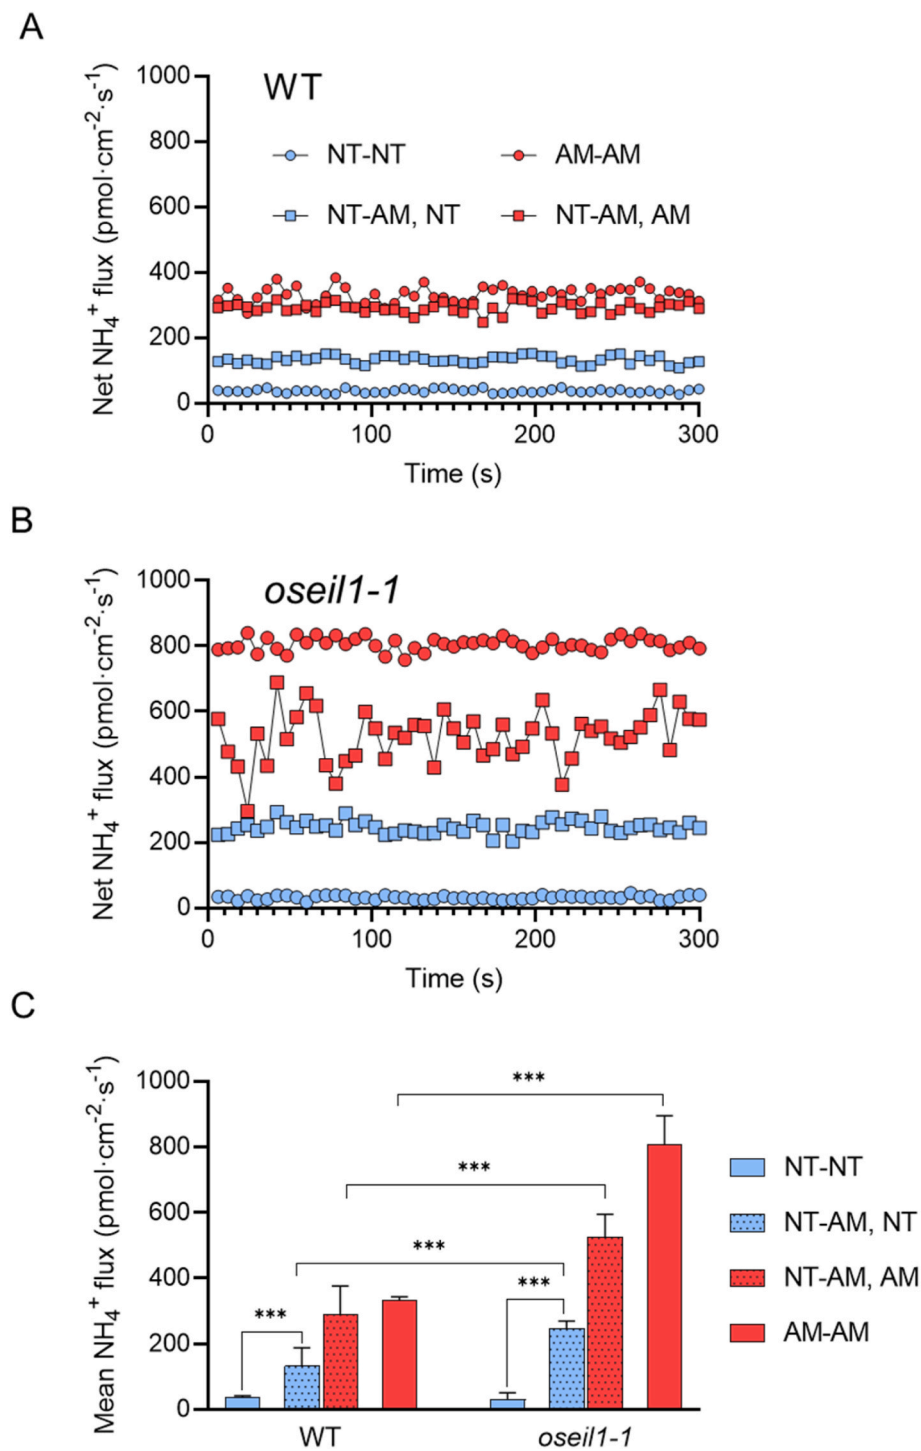 A
WT
NT-NT
AM-AM
NT-AM, NT
NT-AM, AM
Net NH₄⁺ flux (pmol·cm⁻²·s⁻¹)
1000
800
600
400
200
0
0
100
200
300
Time (s)
B
oseil1-1
Net NH₄⁺ flux (pmol·cm⁻²·s⁻¹)
1000
800
600
400
200
0
0
100
200
300
Time (s)
C
Mean NH₄⁺ flux (pmol·cm⁻²·s⁻¹)
1000
800
600
400
200
0
***
***
***
***
***
WT
oseil1-1
NT-NT
NT-AM, NT
NT-AM, AM
AM-AM